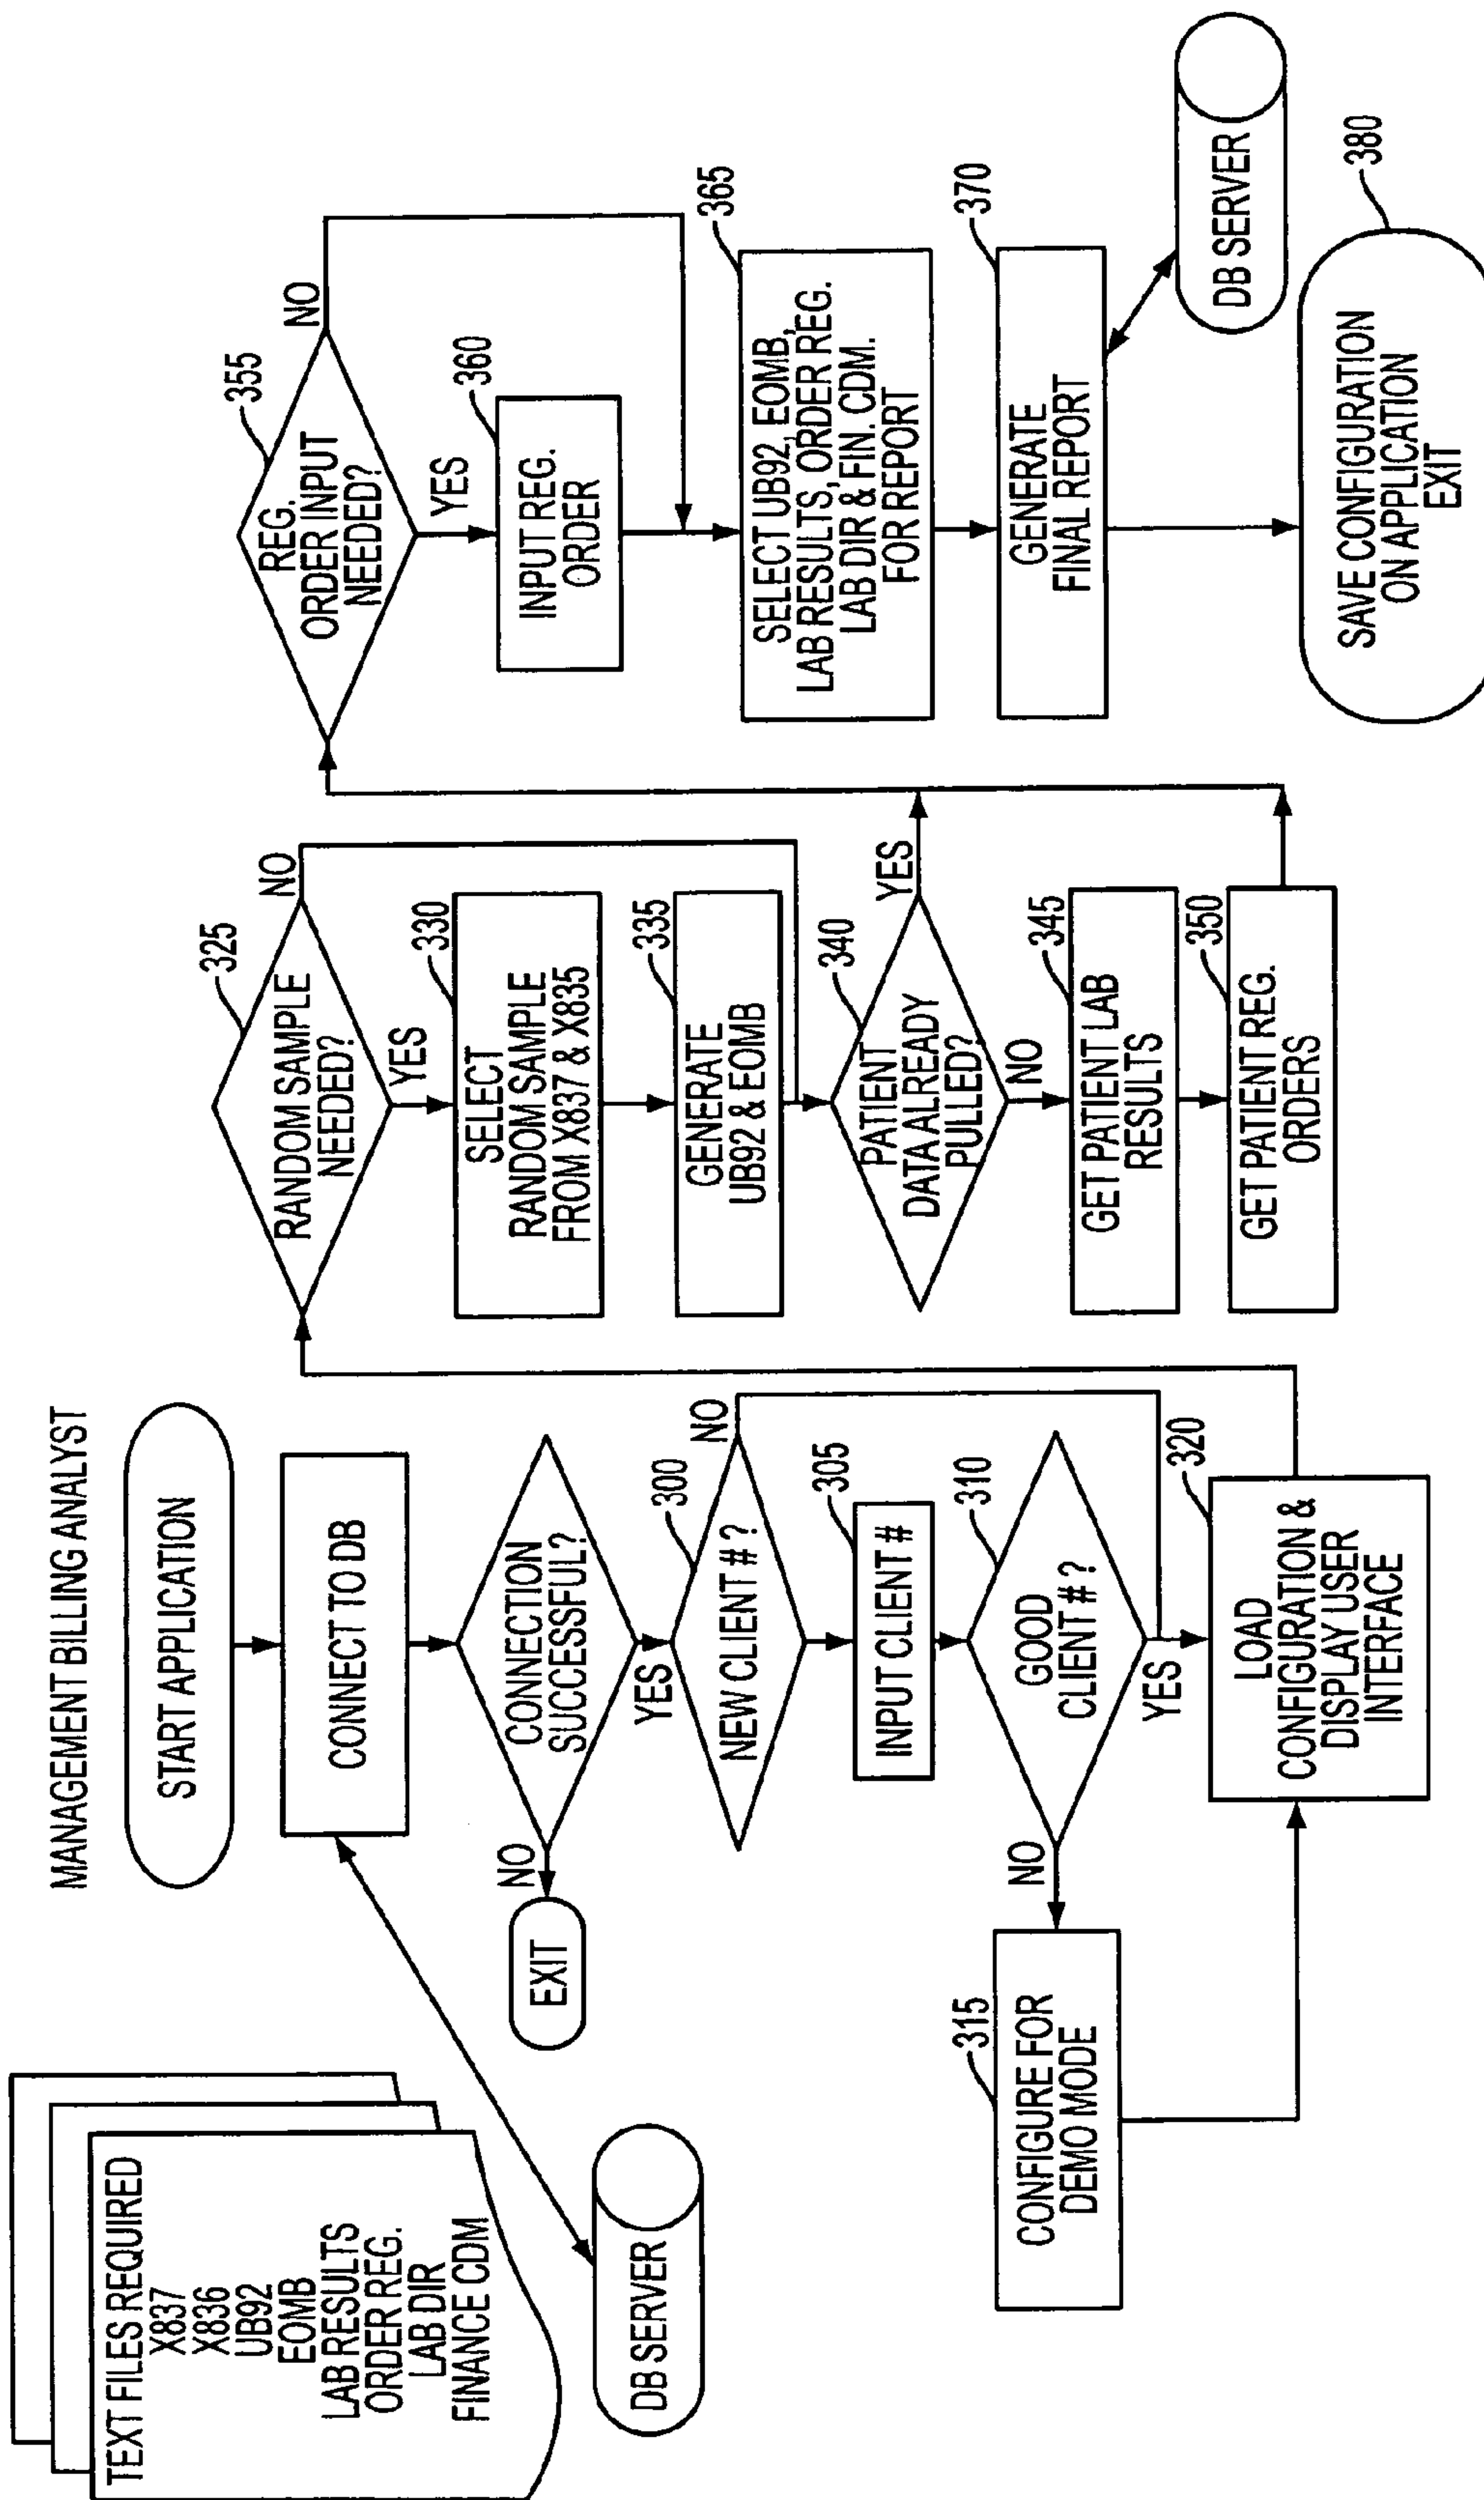 MANAGEMENT BILLING ANALYST
TEXT FILES REQUIRED
X837
X836
UB92
EOMB
LAB RESULTS
ORDER REG.
LAB DIR
FINANCE CDM
DB SERVER
START APPLICATION
CONNECT TO DB
CONNECTION
SUCCESSFUL?
NO
EXIT
YES
300
NEW CLIENT # ?
NO
305
INPUT CLIENT #
310
GOOD
CLIENT # ?
NO
315
CONFIGURE FOR
DEMO MODE
YES
320
LOAD
CONFIGURATION &
DISPLAY USER
INTERFACE
325
RANDOM SAMPLE
NEEDED?
NO
YES
330
SELECT
RANDOM SAMPLE
FROM X837 & X835
335
GENERATE
UB92 & EOMB
340
PATIENT
DATA ALREADY
PULLED?
YES
NO
345
GET PATIENT LAB
RESULTS
350
GET PATIENT REG.
ORDERS
355
REG.
ORDER INPUT
NEEDED?
NO
YES
360
INPUT REG.
ORDER
365
SELECT UB92, EOMB,
LAB RESULTS, ORDER REG.
LAB DIR & FIN. CDM.
FOR REPORT
370
GENERATE
FINAL REPORT
DB SERVER
380
SAVE CONFIGURATION
ON APPLICATION
EXIT